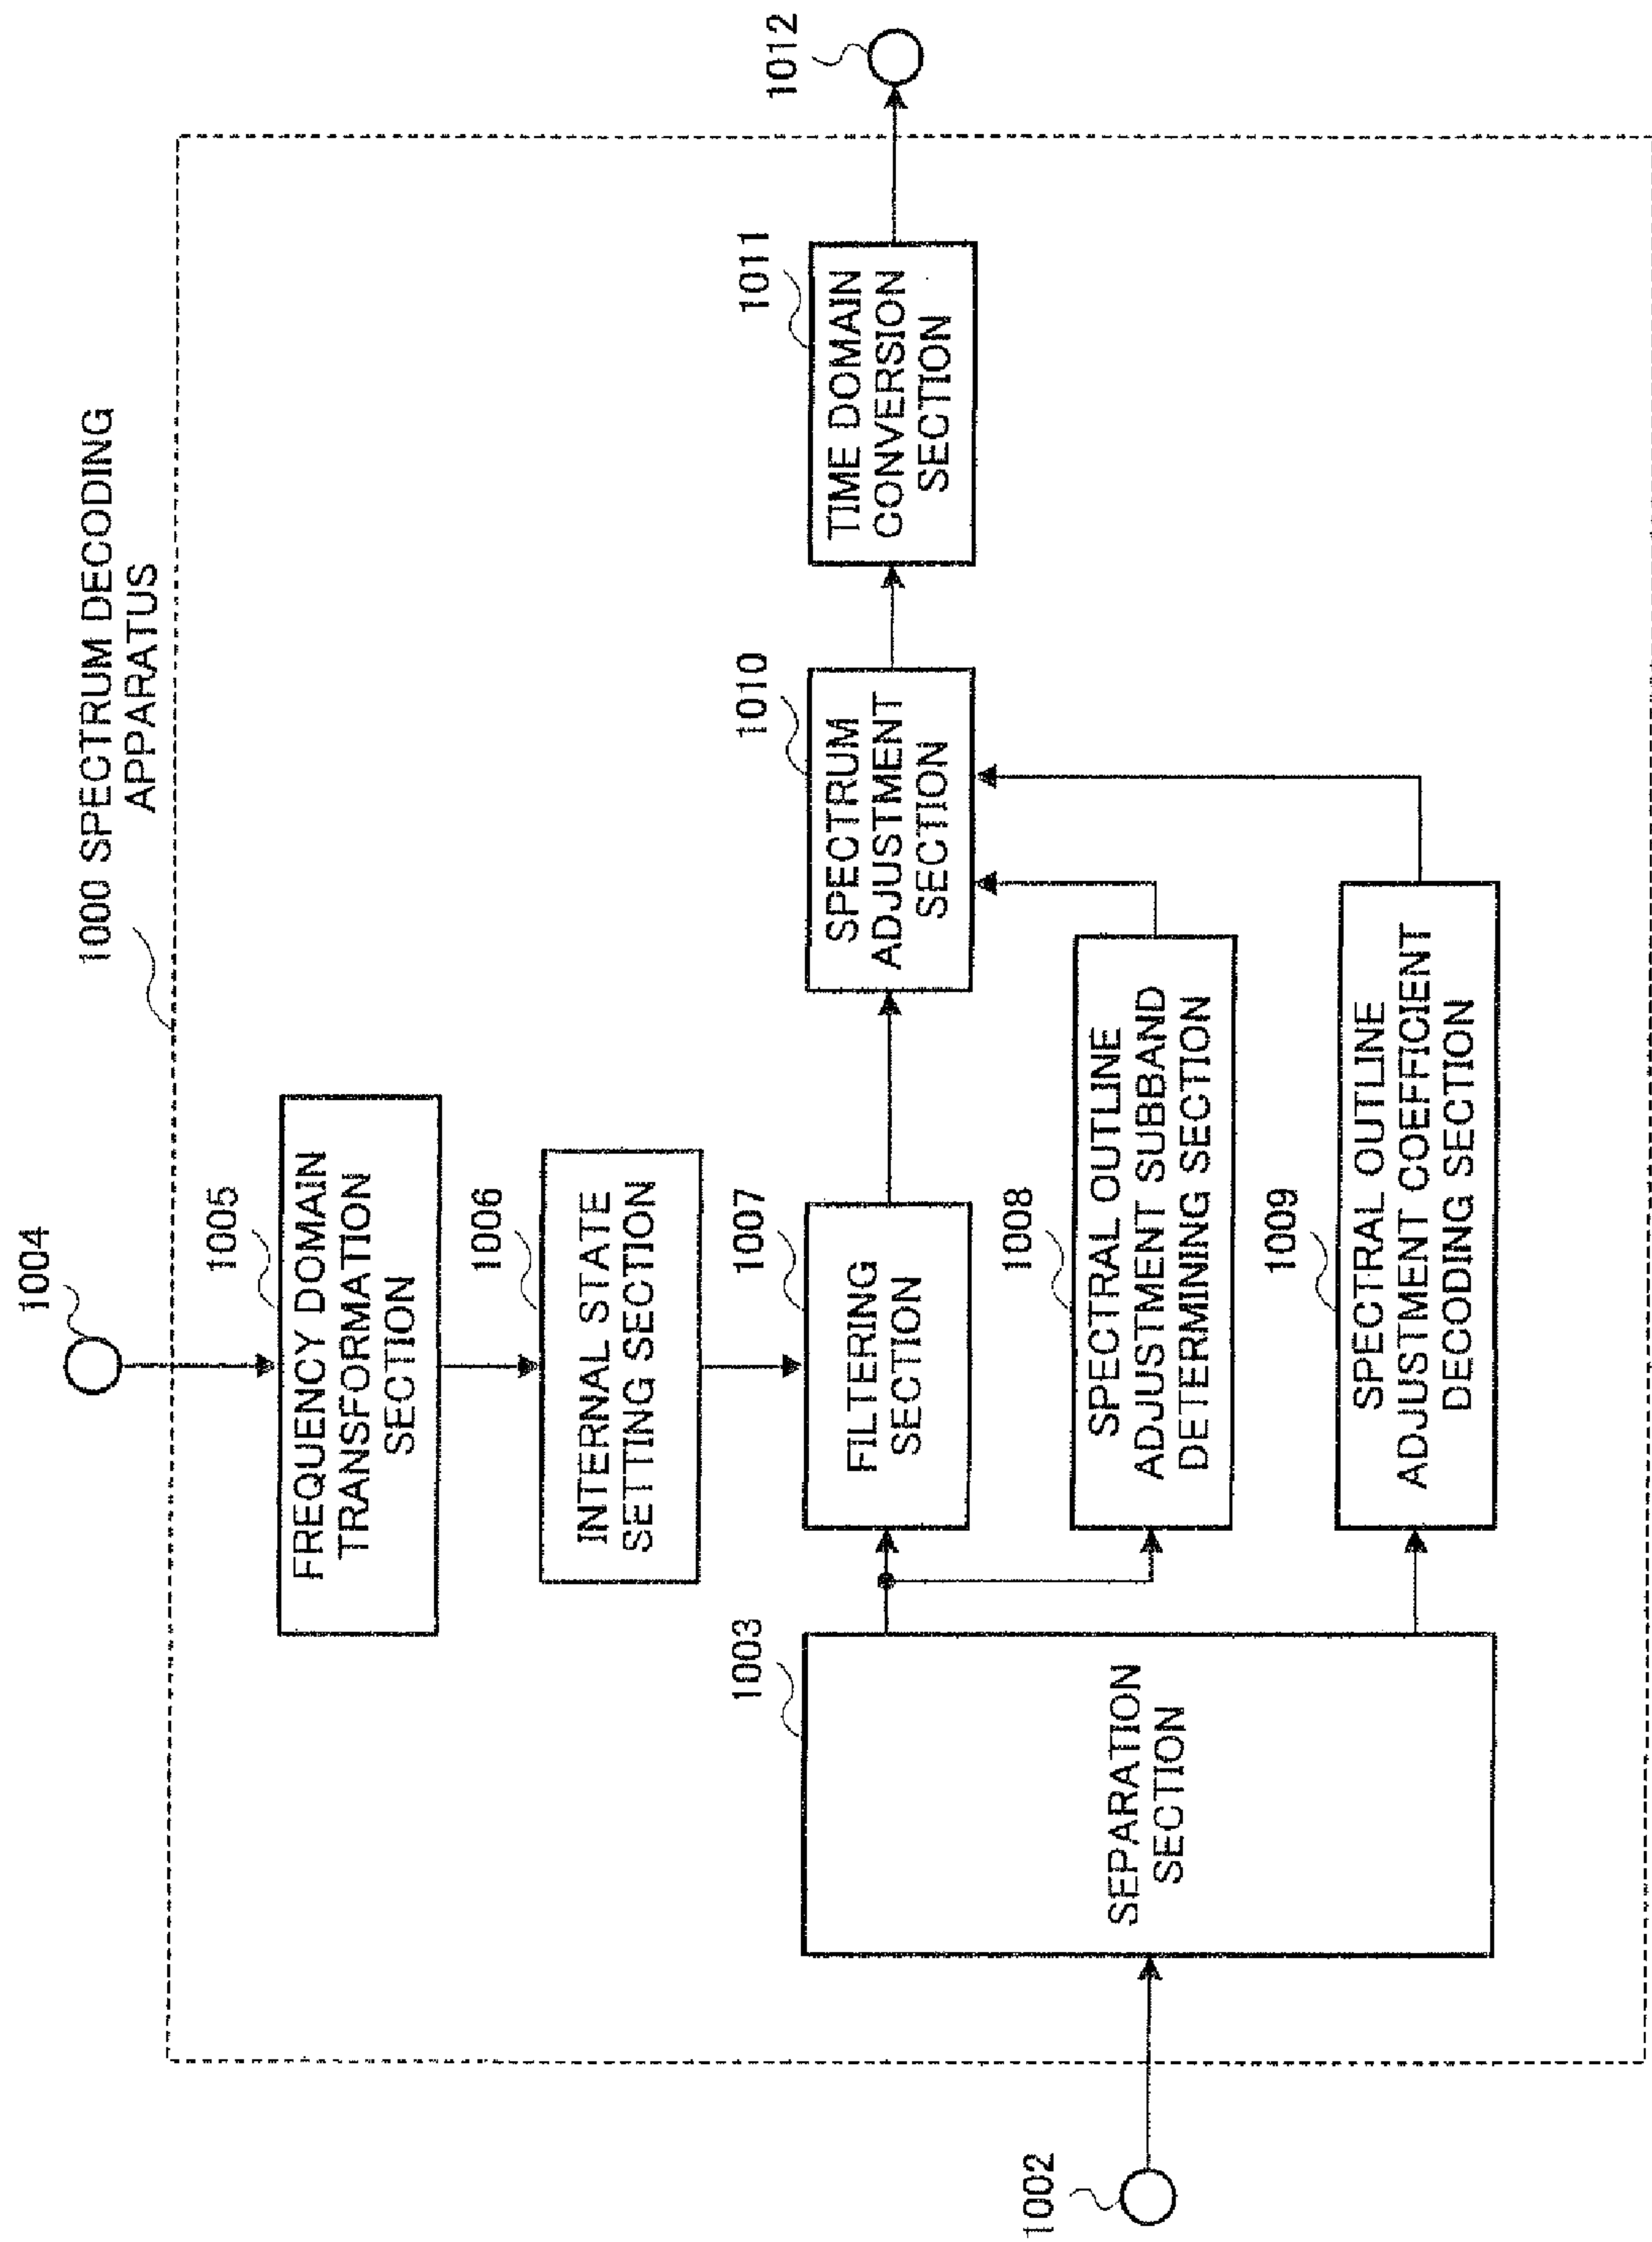 1000 SPECTRUM DECODING
APPARATUS
1004
1005
FREQUENCY DOMAIN
TRANSFORMATION
SECTION
1006
INTERNAL STATE
SETTING SECTION
1002
1003
SEPARATION
SECTION
1007
FILTERING
SECTION
1008
SPECTRAL OUTLINE
ADJUSTMENT SUBBAND
DETERMINING SECTION
1009
SPECTRAL OUTLINE
ADJUSTMENT COEFFICIENT
DECODING SECTION
1010
SPECTRUM
ADJUSTMENT
SECTION
1011
TIME DOMAIN
CONVERSION
SECTION
1012